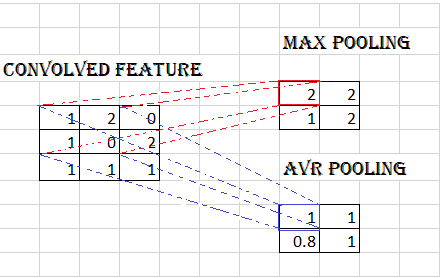 MAX POOLING
CONVOLVED FEATURE
2 2
1 2 0
1 2
1 0 2
1 1 1
AVR POOLING
1 1
0.8 1